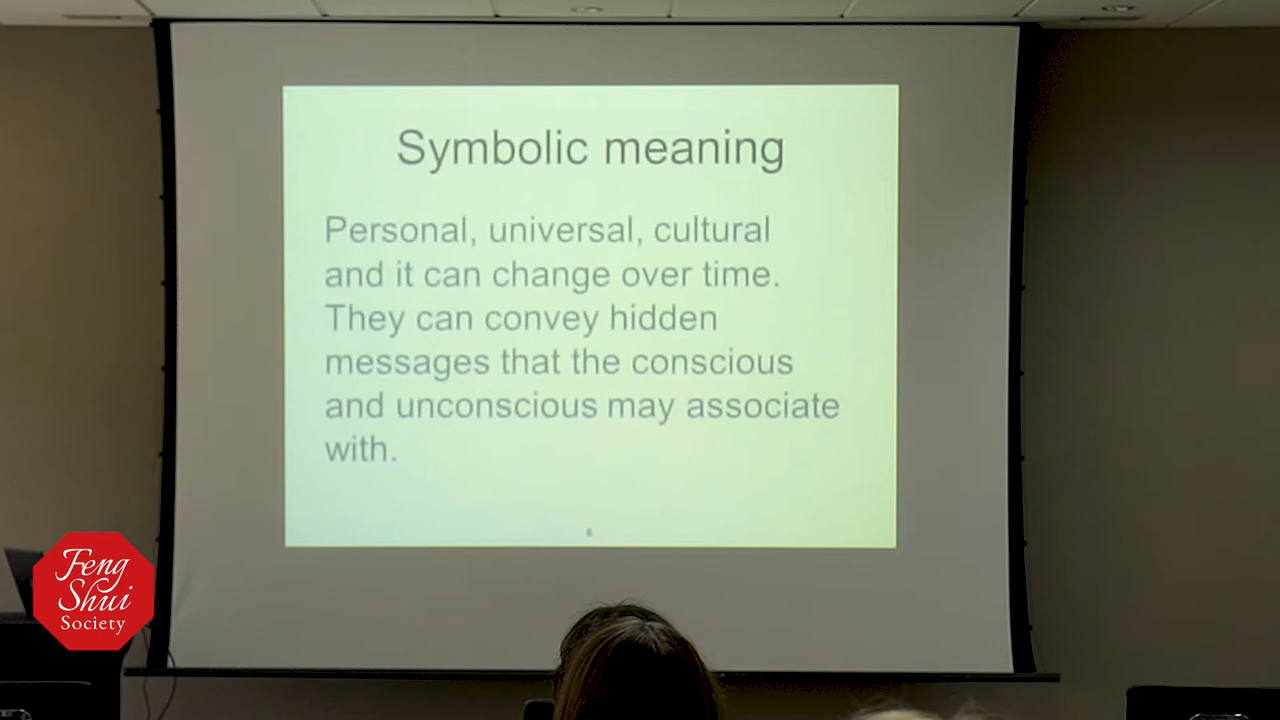 Symbolic meaning
Personal, universal, cultural
and it can change over time.
They can convey hidden
messages that the conscious
and unconscious may associate
with.
Feng
Shui
Society